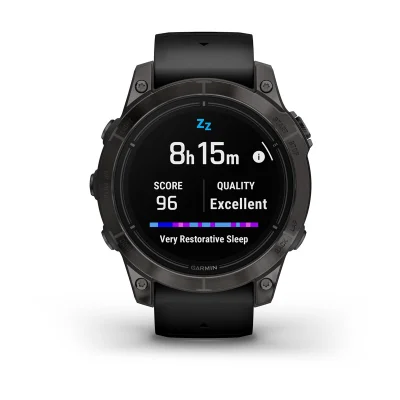 ZZ
8h15m
i
SCORE QUALITY
96 Excellent
Very Restorative Sleep
GARMIN